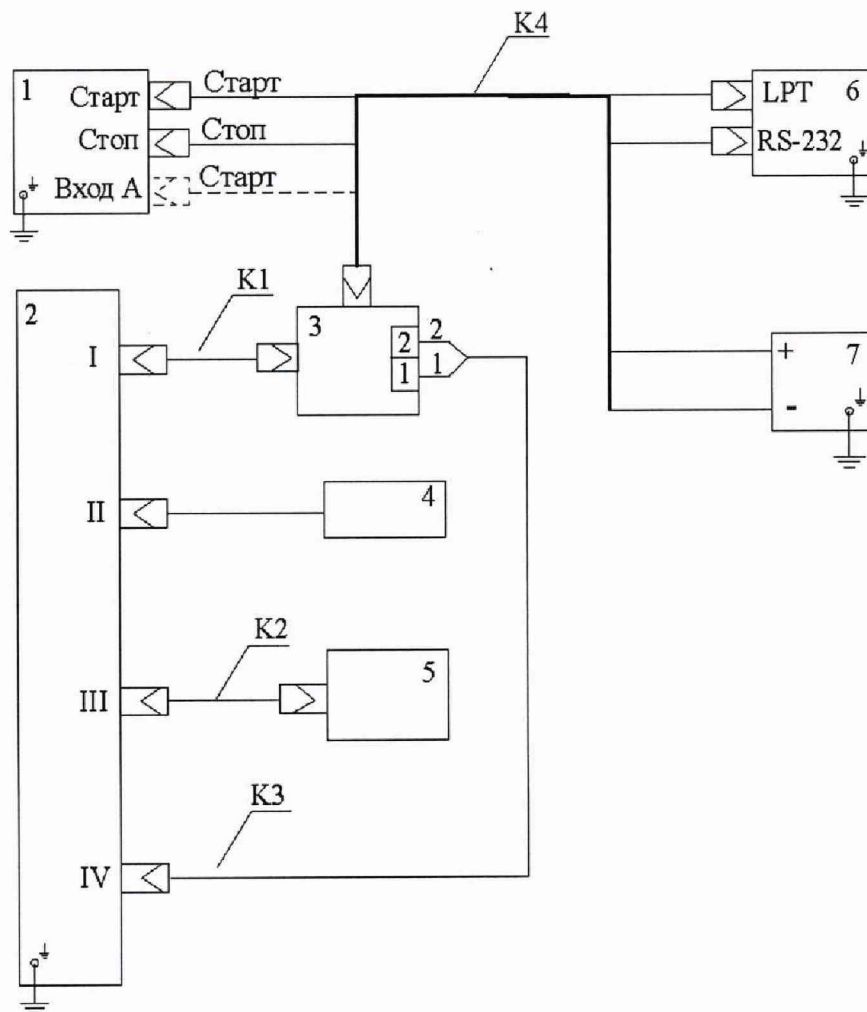 K4
1
Старт
Старт
6
LPT
Стоп
Стоп
RS-232
Вход А
Старт
K1
2
3
2
2
1
1
I
+
7
-
II
4
K2
III
5
K3
IV